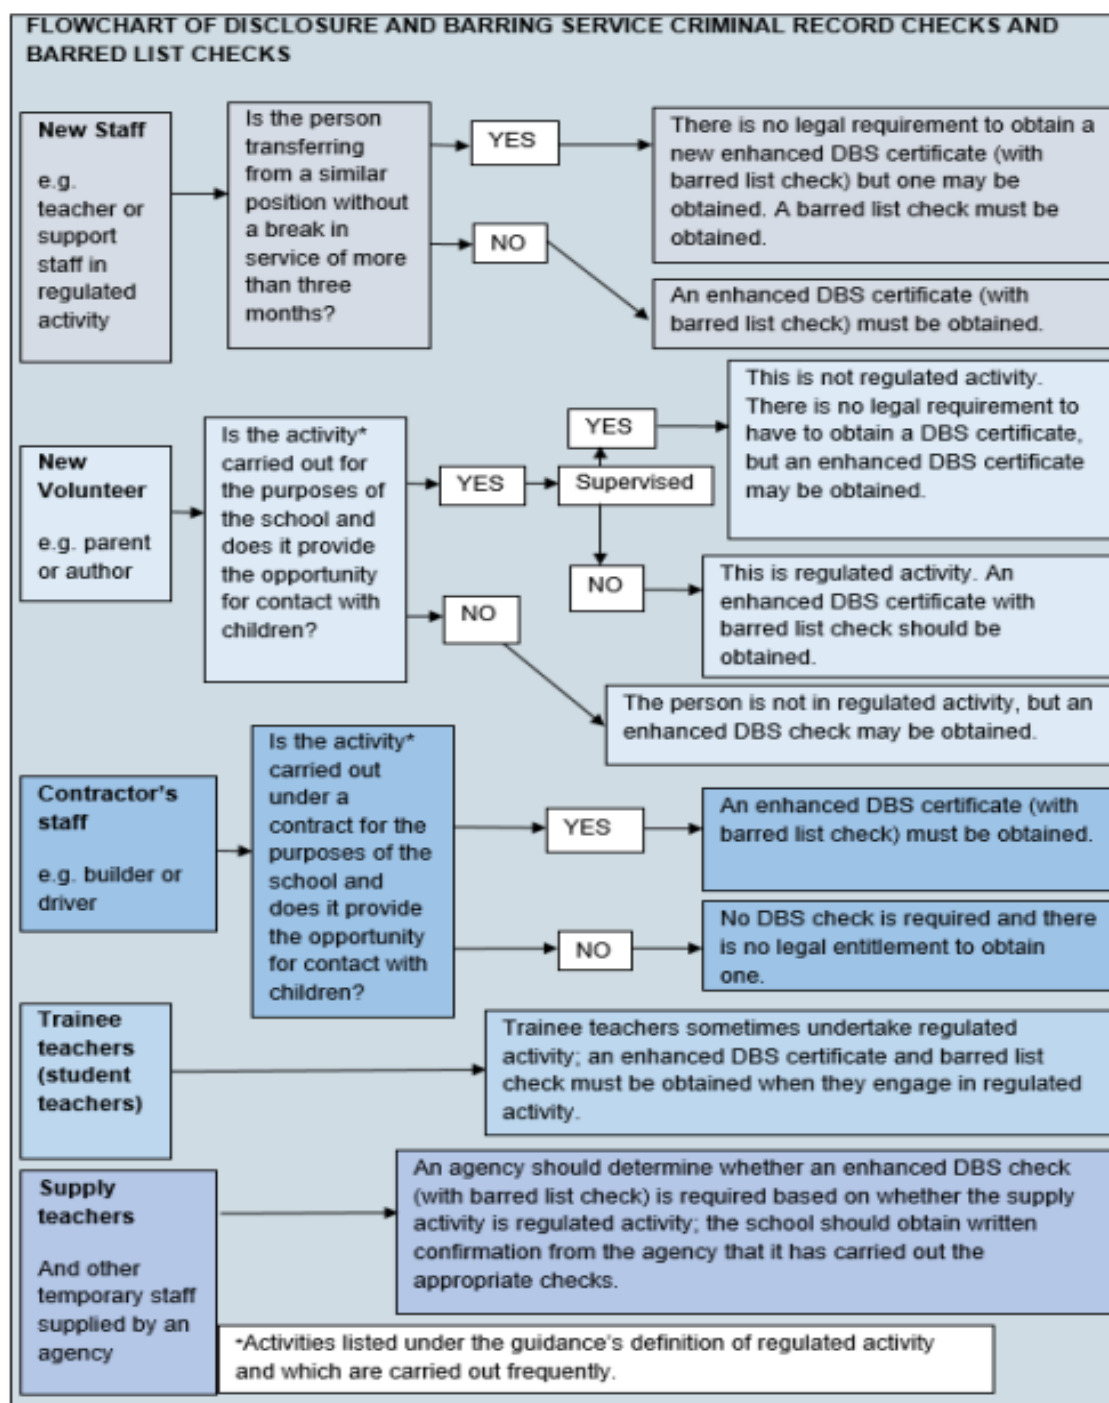 FLOWCHART OF DISCLOSURE AND BARRING SERVICE CRIMINAL RECORD CHECKS AND
BARRED LIST CHECKS
New Staff
e.g.
teacher or
support
staff in
regulated
activity
Is the person
transferring
from a similar
position without
a break in
service of more
than three
months?
YES
There is no legal requirement to obtain a
new enhanced DBS certificate (with
barred list check) but one may be
obtained. A barred list check must be
obtained.
NO
An enhanced DBS certificate (with
barred list check) must be obtained.
New
Volunteer
e.g. parent
or author
Is the activity*
carried out for
the purposes of
the school and
does it provide
the opportunity
for contact with
children?
YES
Supervised
YES
This is not regulated activity.
There is no legal requirement to
have to obtain a DBS certificate,
but an enhanced DBS certificate
may be obtained.
NO
This is regulated activity. An
enhanced DBS certificate with
barred list check should be
obtained.
NO
The person is not in regulated activity, but an
enhanced DBS check may be obtained.
Contractor's
staff
e.g. builder or
driver
Is the activity*
carried out
under a
contract for the
purposes of the
school and
does it provide
the opportunity
for contact with
children?
YES
An enhanced DBS certificate (with
barred list check) must be obtained.
NO
No DBS check is required and there
is no legal entitlement to obtain
one.
Trainee
teachers
(student
teachers)
Trainee teachers sometimes undertake regulated
activity; an enhanced DBS certificate and barred list
check must be obtained when they engage in regulated
activity.
Supply
teachers
And other
temporary staff
supplied by an
agency
An agency should determine whether an enhanced DBS check
(with barred list check) is required based on whether the supply
activity is regulated activity; the school should obtain written
confirmation from the agency that it has carried out the
appropriate checks.
*Activities listed under the guidance's definition of regulated activity
and which are carried out frequently.